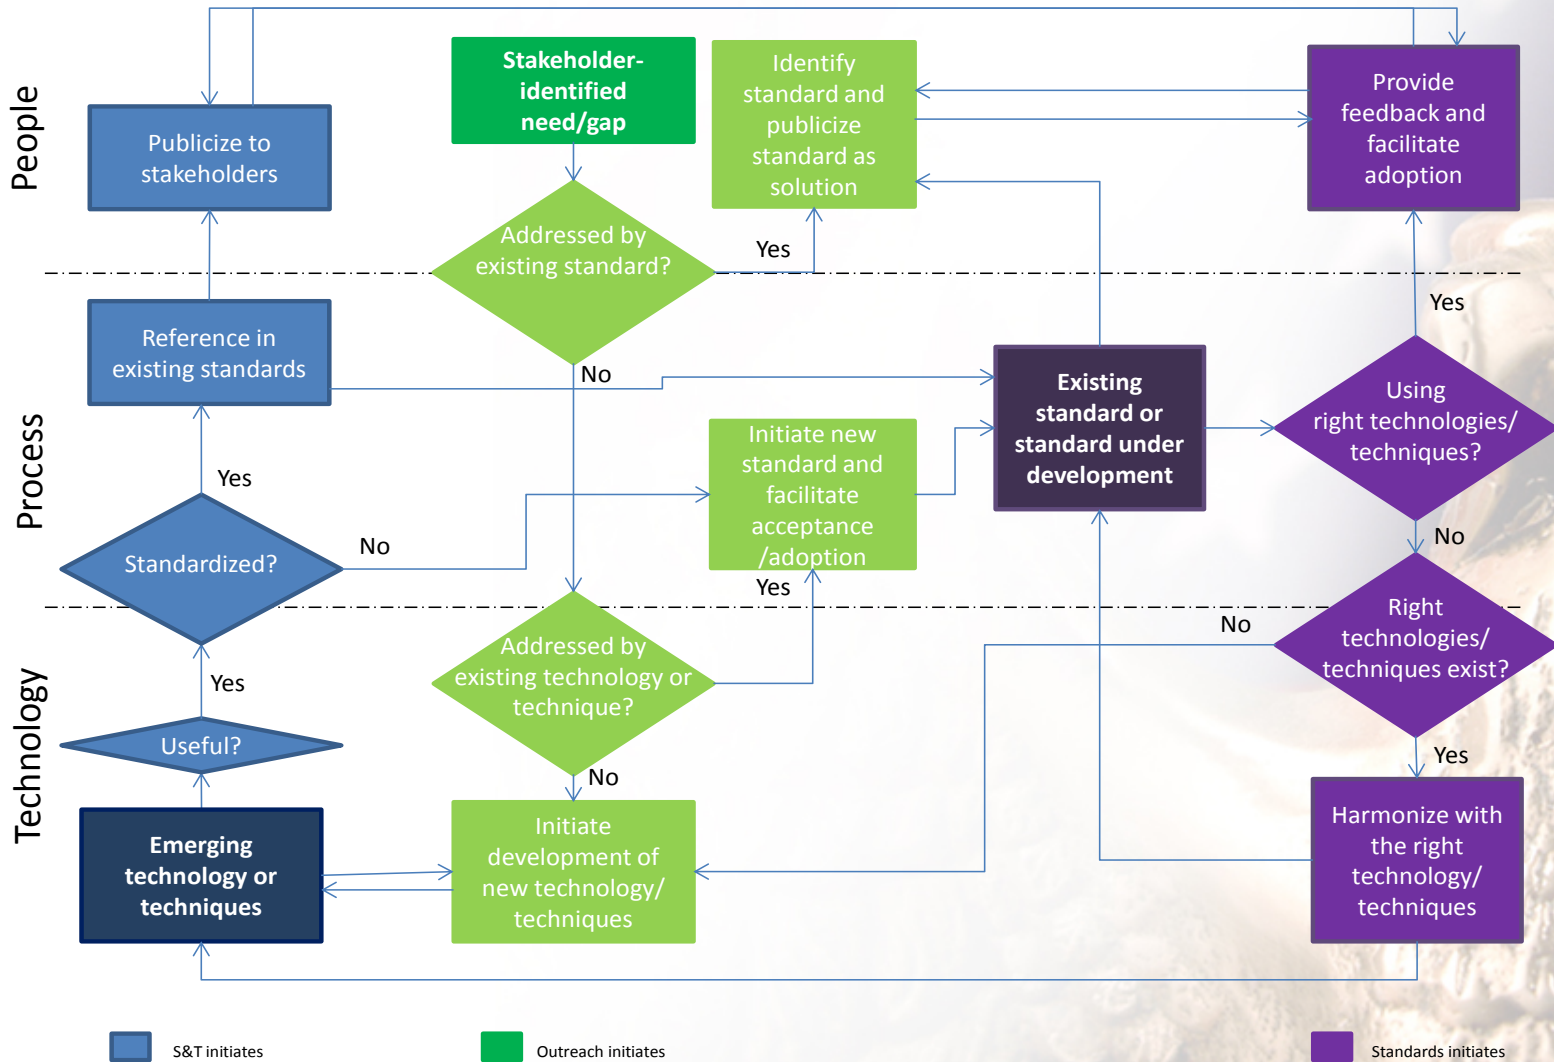 People
Process
Technology
Publicize to
stakeholders
Stakeholder-
identified
need/gap
Identify
standard and
publicize
standard as
solution
Provide
feedback and
facilitate
adoption
Addressed by
existing standard?
Yes
No
Reference in
existing standards
Yes
Standardized?
No
Initiate new
standard and
facilitate
acceptance
/adoption
Yes
Existing
standard or
standard under
development
Yes
Using
right technologies/
techniques?
No
Right
technologies/
techniques exist?
No
Yes
Addressed by
existing technology or
technique?
No
Yes
Useful?
Emerging
technology or
techniques
Initiate
development of
new technology/
techniques
Harmonize with
the right
technology/
techniques
S&T initiates
Outreach initiates
Standards initiates